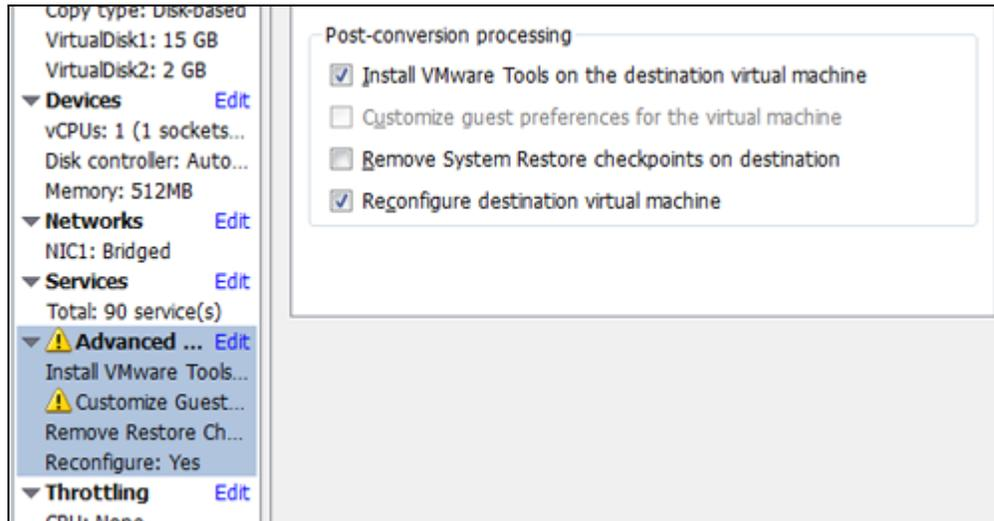 Copy type: Disk-based
VirtualDisk1: 15 GB
VirtualDisk2: 2 GB
Devices Edit
vCPUs: 1 (1 sockets...
Disk controller: Auto...
Memory: 512MB
Networks Edit
NIC1: Bridged
Services Edit
Total: 90 service(s)
Advanced ... Edit
Install VMware Tools...
Customize Guest...
Remove Restore Ch...
Reconfigure: Yes
Throttling Edit
CPU: None
Post-conversion processing
Install VMware Tools on the destination virtual machine
Customize guest preferences for the virtual machine
Remove System Restore checkpoints on destination
Reconfigure destination virtual machine